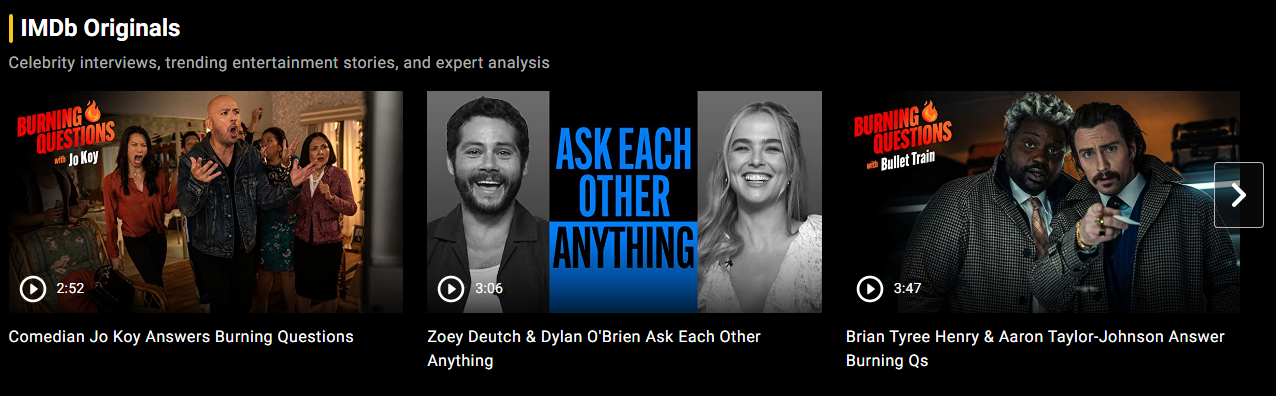 IMDb Originals
Celebrity interviews, trending entertainment stories, and expert analysis
BURNING
QUESTIONS
with Jo Koy
2:52
Comedian Jo Koy Answers Burning Questions
ASK EACH
OTHER
ANYTHING
3:06
Zoey Deutch & Dylan O'Brien Ask Each Other
Anything
BURNING
QUESTIONS
with Bullet Train
3:47
Brian Tyree Henry & Aaron Taylor-Johnson Answer
Burning Qs